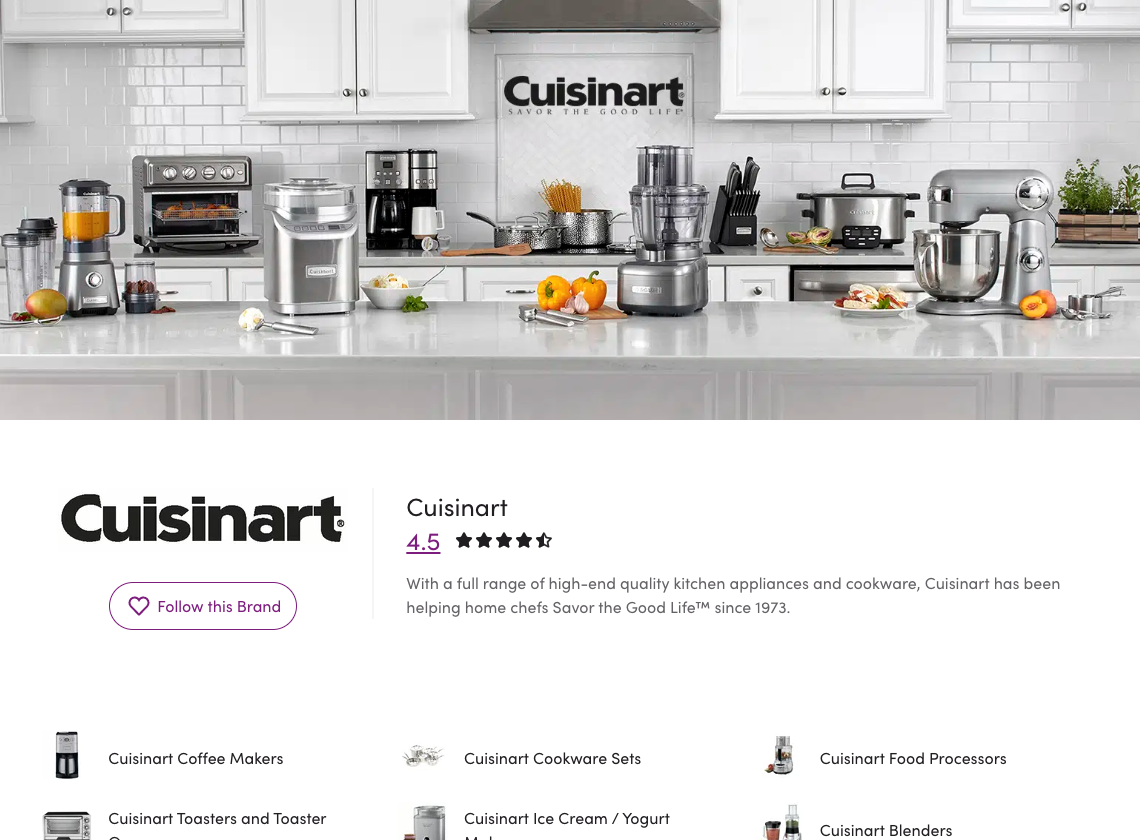 Cuisinart
SAVOR THE GOOD LIFE
Cuisinart®
Cuisinart
4.5
With a full range of high-end quality kitchen appliances and cookware, Cuisinart has been
helping home chefs Savor the Good Life™ since 1973.
Follow this Brand
Cuisinart Coffee Makers
Cuisinart Cookware Sets
Cuisinart Food Processors
Cuisinart Toasters and Toaster
Cuisinart Ice Cream / Yogurt
Cuisinart Blenders